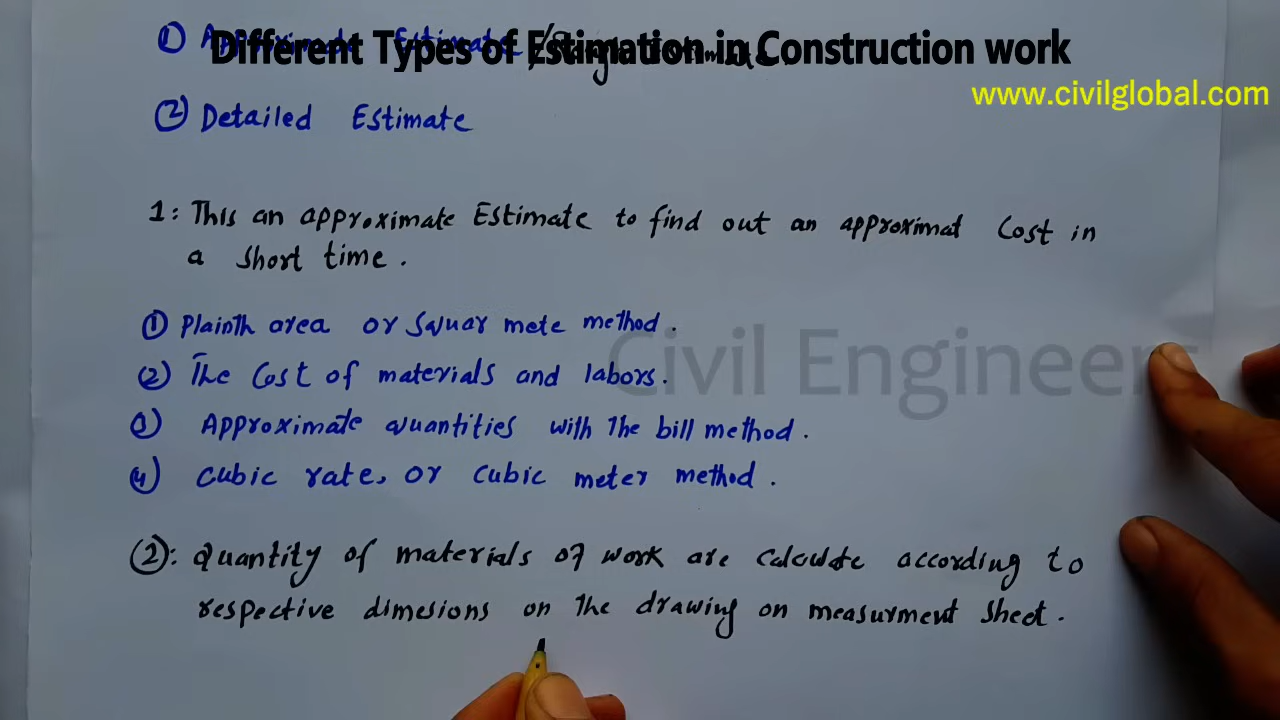 Different Types of Estimation in Construction work
① Approximate Estimate / Rough Estimate.
www.civilglobal.com
② Detailed Estimate
1: This an approximate Estimate to find out an approximat Cost in
a short time.
① Plainth area or Squar mete method.
(2) The Cost of materials and labors.
3) Approximate quantities with the bill method.
4) Cubic rate, or Cubic meter method.
Civil Engineers
(2): Quantity of materials of work are calculate according to
respective dimesions on the drawing on measurment sheet.